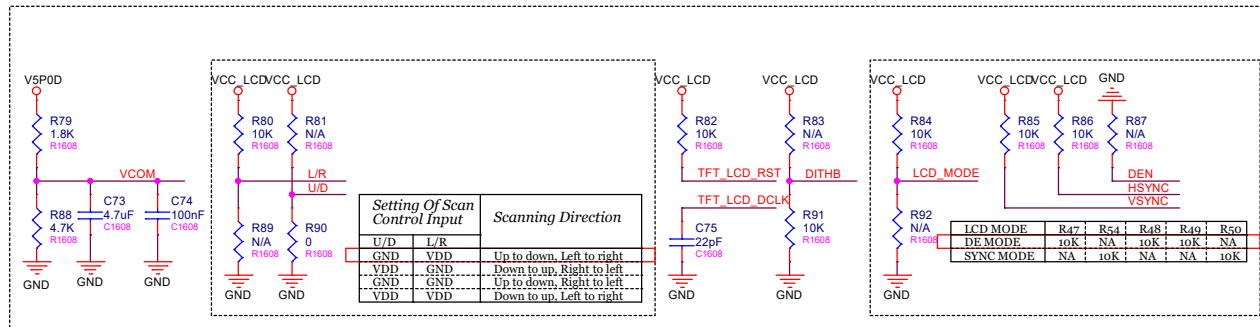 V5P0D
R79
1.8K
R1608
VCOM
R88
4.7K
R1608
C73
4.7uF
C1608
C74
100nF
C1608
GND
GND
GND
VCC_LCD
VCC_LCD
R80
10K
R1608
R81
N/A
R1608
L/R
U/D
R89
N/A
R1608
R90
0
R1608
GND
GND
Setting Of Scan Control Input Scanning Direction
U/D L/R
GND VDD Up to down, Left to right
VDD GND Down to up, Right to left
GND GND Up to down, Right to left
VDD VDD Down to up, Left to right
VCC_LCD
R82
10K
R1608
TFT_LCD_RST
TFT_LCD_DCLK
C75
22pF
C1608
GND
VCC_LCD
R83
N/A
R1608
DITHB
R91
10K
R1608
GND
VCC_LCD
R84
10K
R1608
LCD_MODE
R92
N/A
R1608
GND
VCC_LCD
VCC_LCD
GND
R85
10K
R1608
R86
10K
R1608
R87
N/A
R1608
DEN
HSYNC
VSYNC
LCD MODE R47 R54 R48 R49 R50
DE MODE 10K NA 10K 10K NA
SYNC MODE NA 10K NA NA 10K